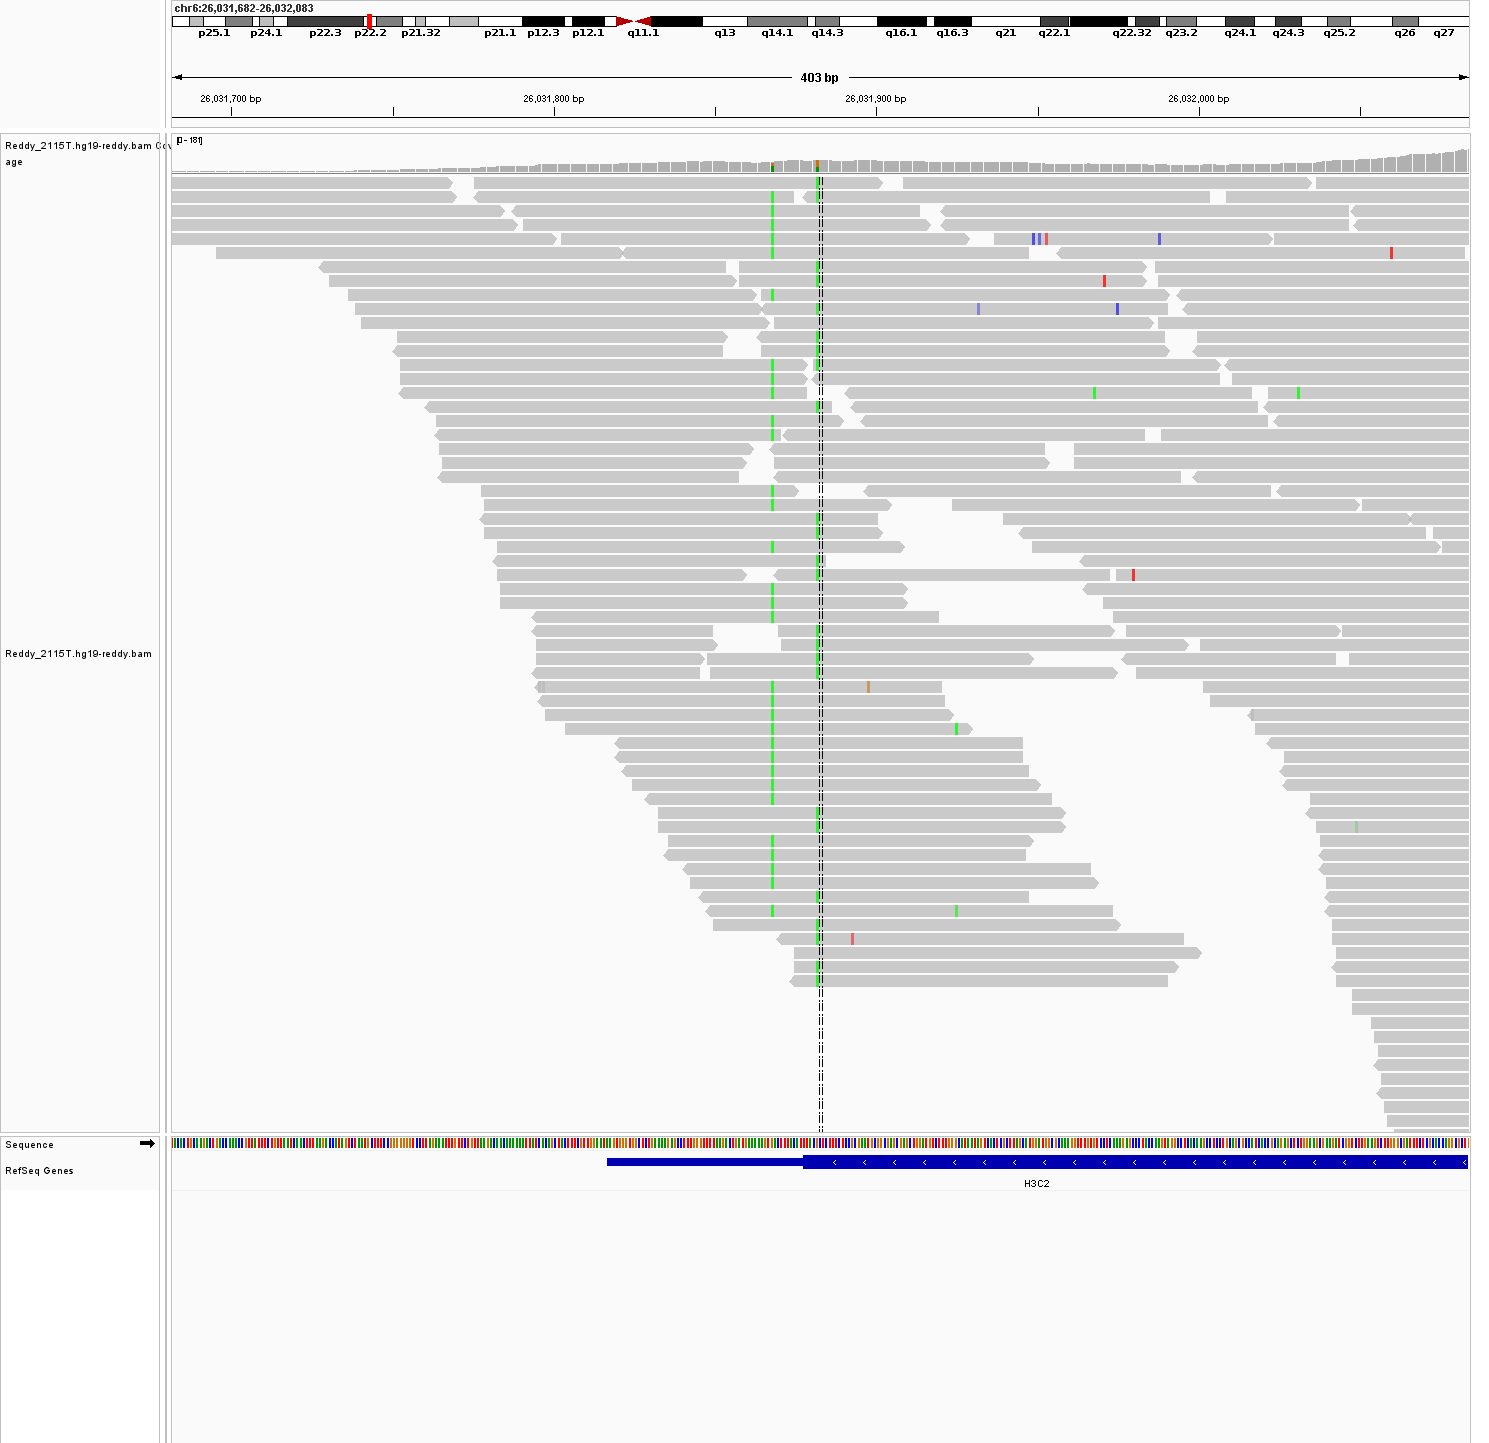 chr6:26,031,682-26,032,083
p25.1 p24.1 p22.3 p22.2 p21.32 p21.1 p12.3 p12.1 q11.1 q13 q14.1 q14.3 q16.1 q16.3 q21 q22.1 q22.32 q23.2 q24.1 q24.3 q25.2 q26 q27
403 bp
26,031,700 bp 26,031,800 bp 26,031,900 bp 26,032,000 bp
[0 - 181]
Reddy_2115T.hg19-reddy.bam Cov
age
Reddy_2115T.hg19-reddy.bam
Sequence
RefSeq Genes
H3C2